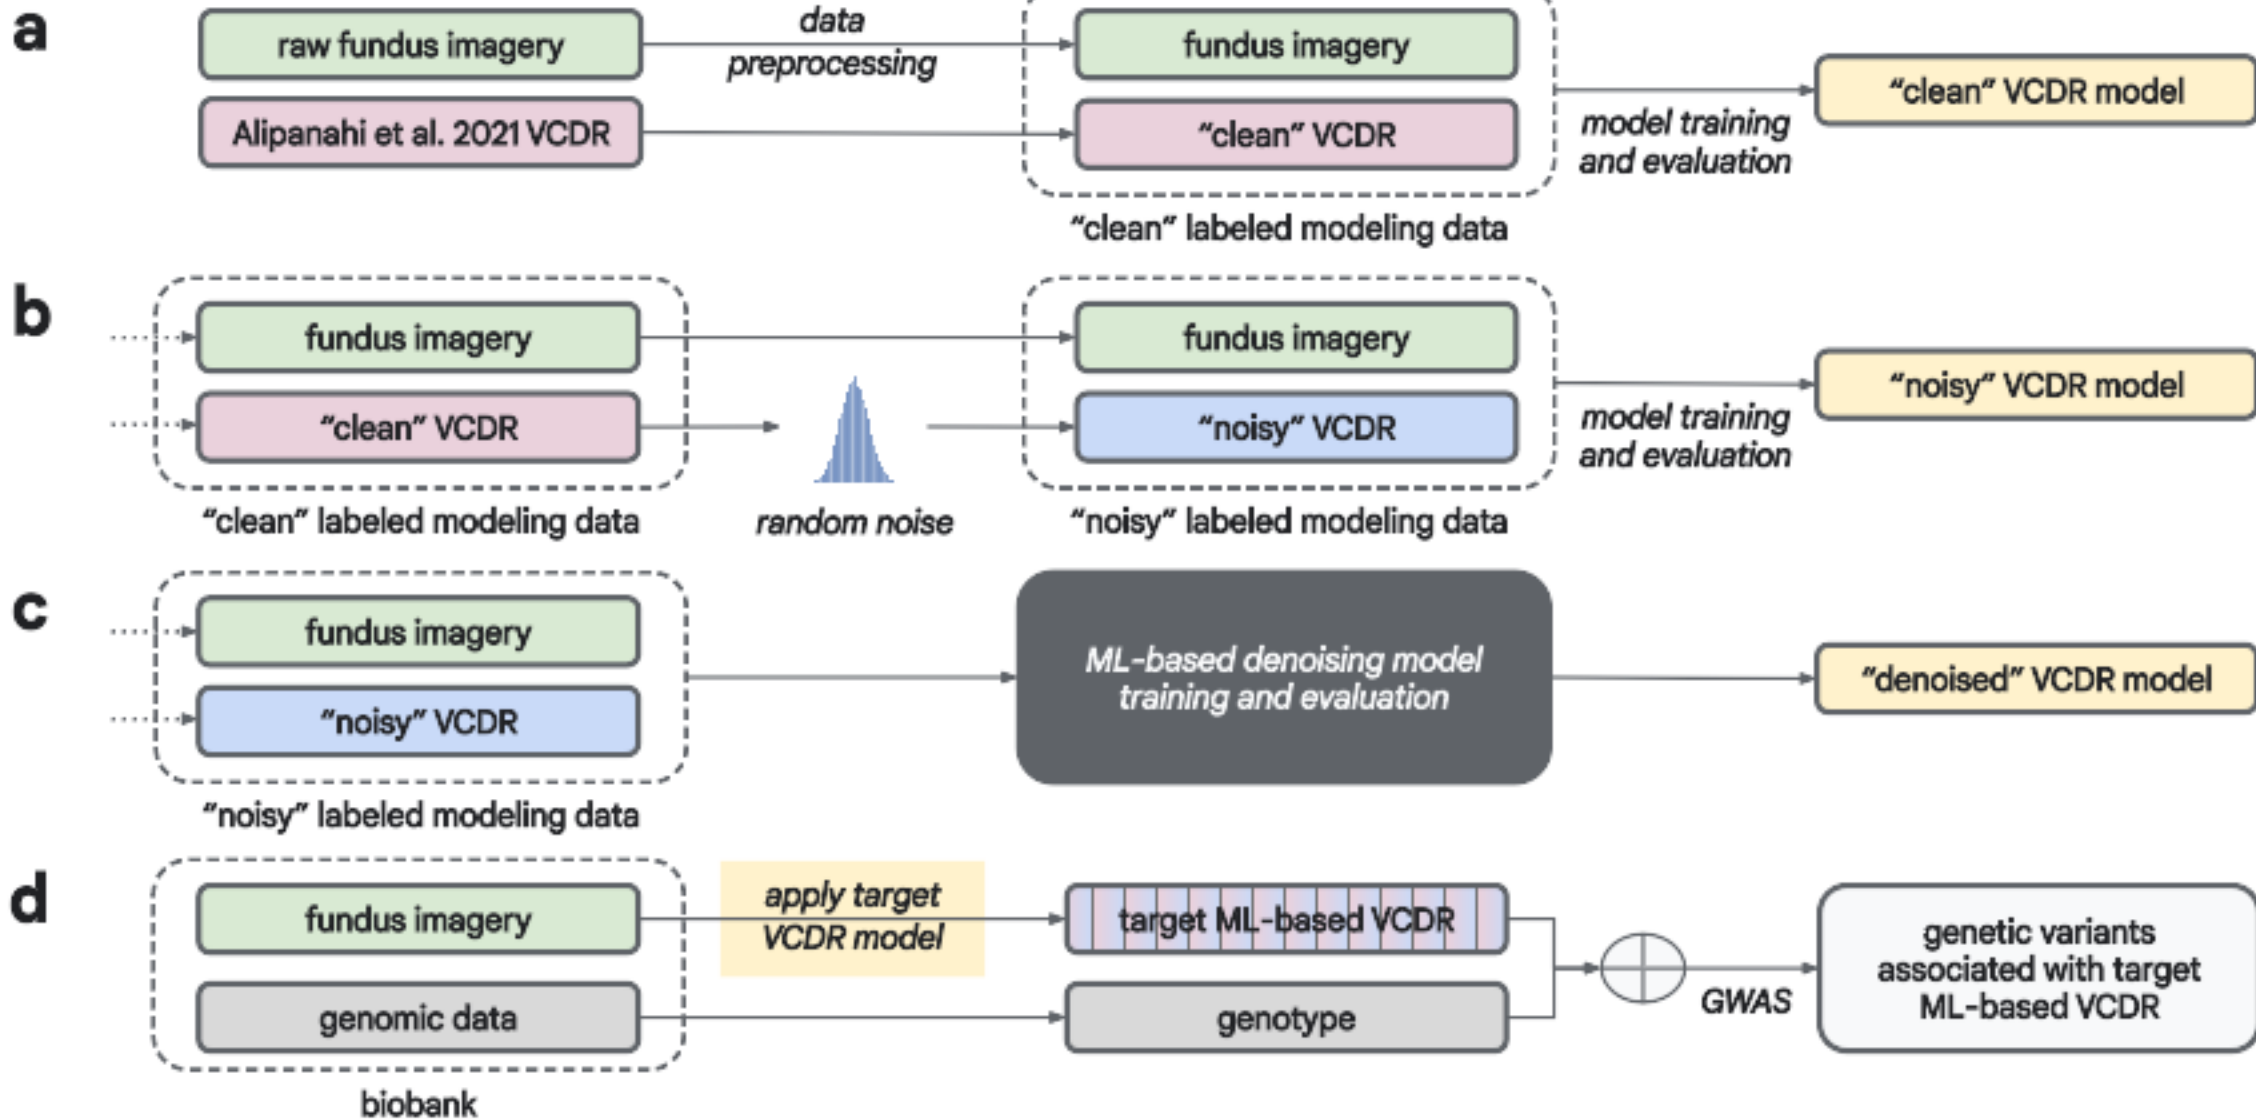 a
raw fundus imagery
data
preprocessing
fundus imagery
Alipanahi et al. 2021 VCDR
“clean” VCDR
“clean” VCDR model
model training
and evaluation
“clean” labeled modeling data
b
fundus imagery
fundus imagery
“clean” VCDR
“noisy” VCDR
“noisy” VCDR model
model training
and evaluation
“clean” labeled modeling data
random noise
“noisy” labeled modeling data
c
fundus imagery
“noisy” VCDR
ML-based denoising model
training and evaluation
“denoised” VCDR model
“noisy” labeled modeling data
d
fundus imagery
apply target
VCDR model
target ML-based VCDR
genomic data
genotype
GWAS
genetic variants
associated with target
ML-based VCDR
biobank